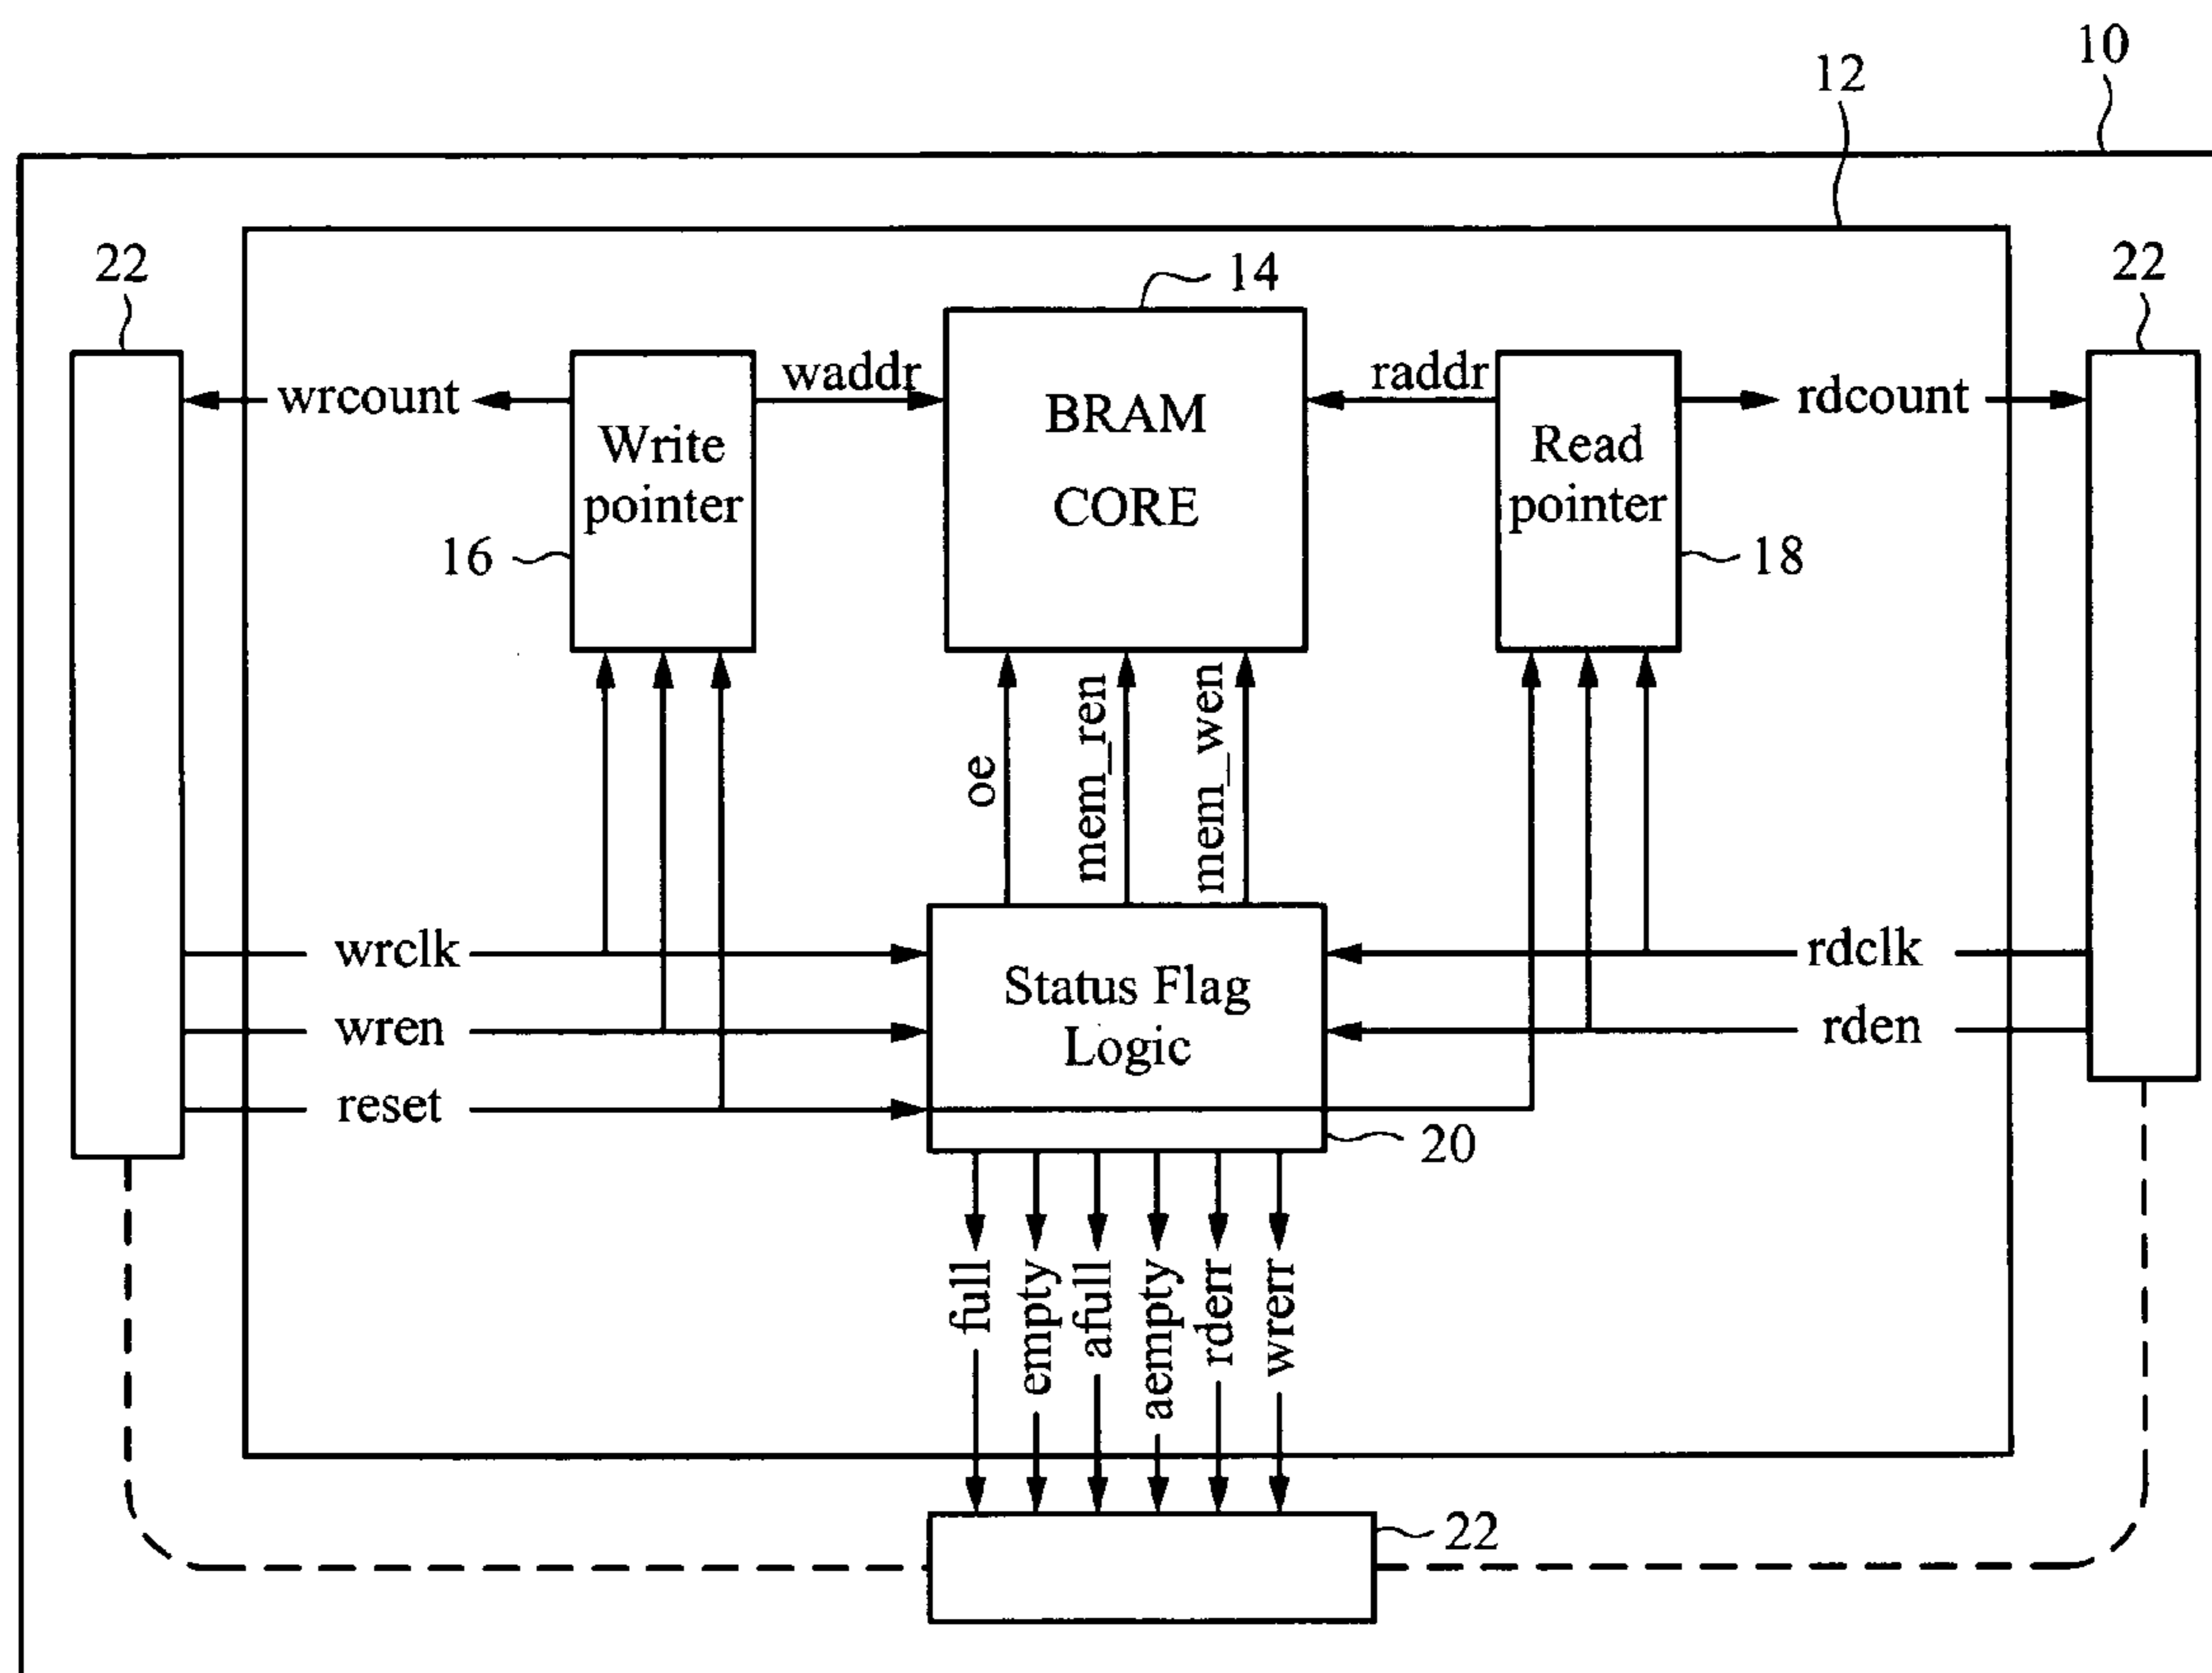 10
12
22
14
22
wrcount
waddr
BRAM
CORE
raddr
rdcount
Write
pointer
Read
pointer
16
18
oe
mem_ren
mem_wen
wrclk
rdclk
Status Flag
Logic
wren
rden
reset
20
full
empty
afull
aempty
rderr
wrerr
22